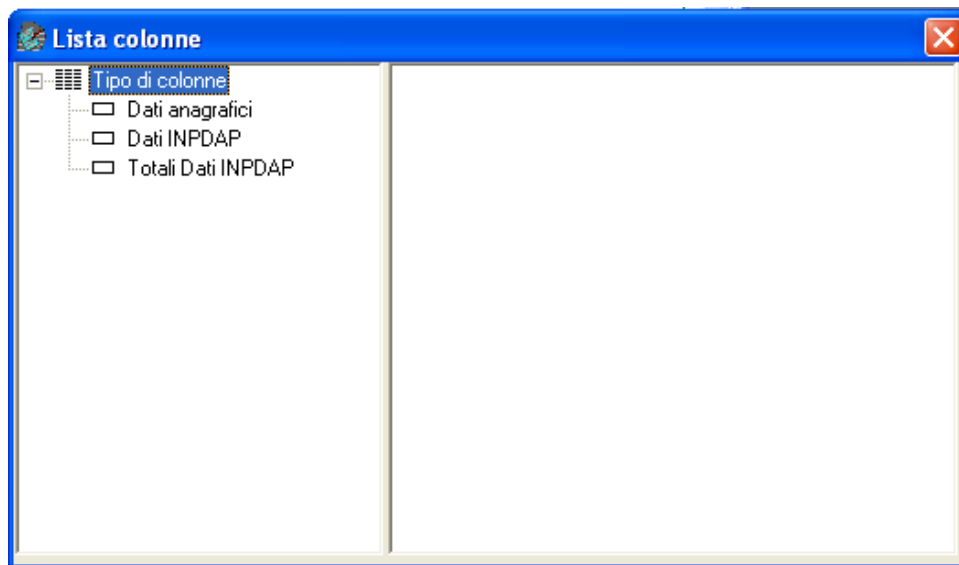 Lista colonne
Tipo di colonne
Dati anagrafici
Dati INPDAP
Totali Dati INPDAP